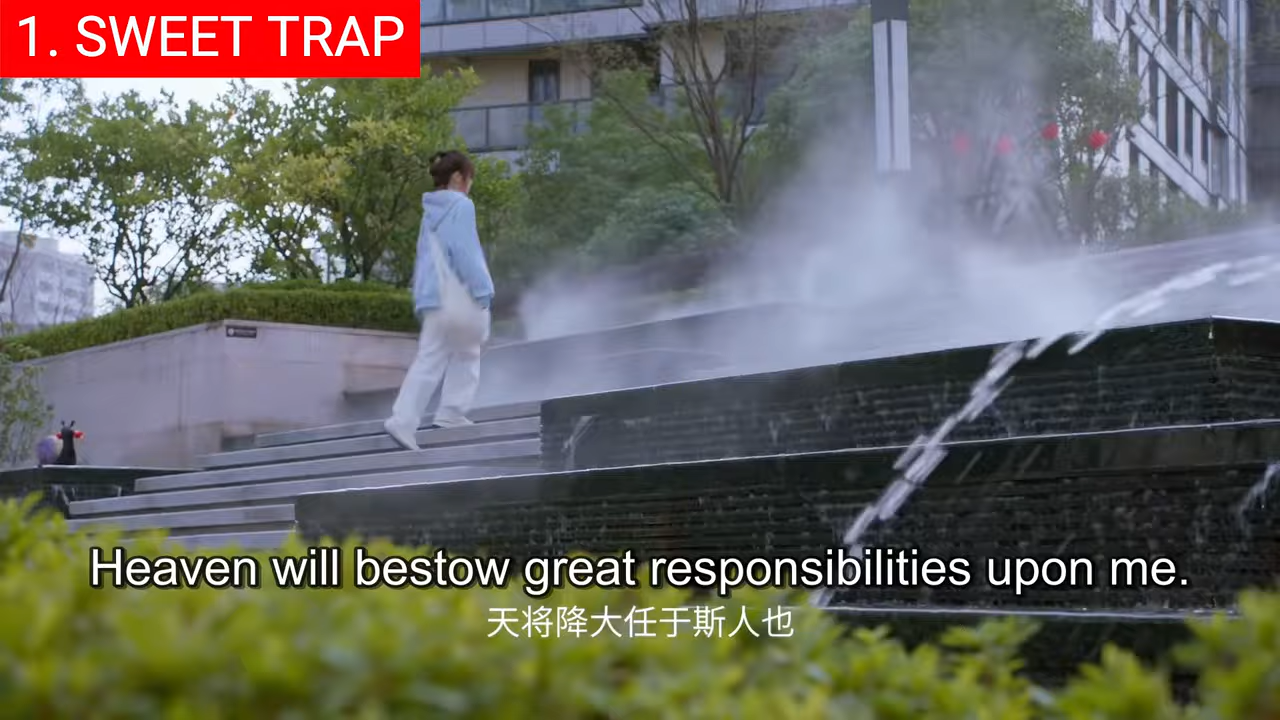 1. SWEET TRAP
Heaven will bestow great responsibilities upon me.
天将降大任于斯人也